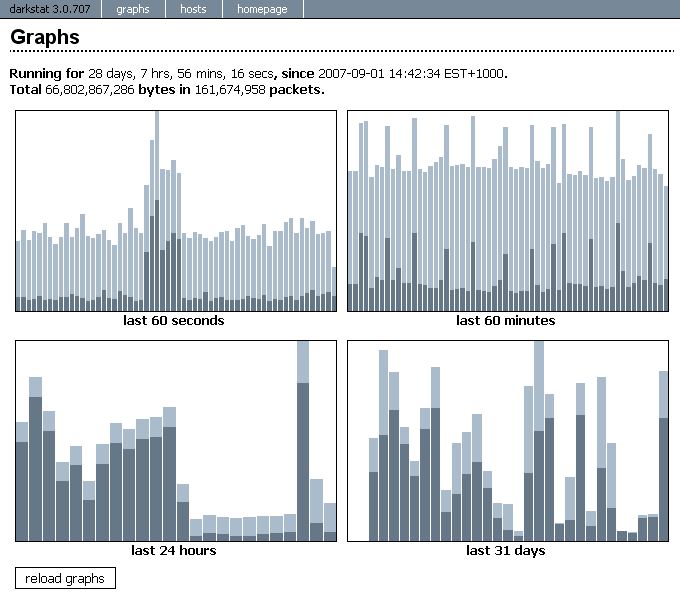 darkstat 3.0.707 graphs hosts homepage
Graphs
Running for 28 days, 7 hrs, 56 mins, 16 secs, since 2007-09-01 14:42:34 EST+1000.
Total 66,802,867,286 bytes in 161,674,958 packets.
last 60 seconds last 60 minutes
last 24 hours last 31 days
reload graphs